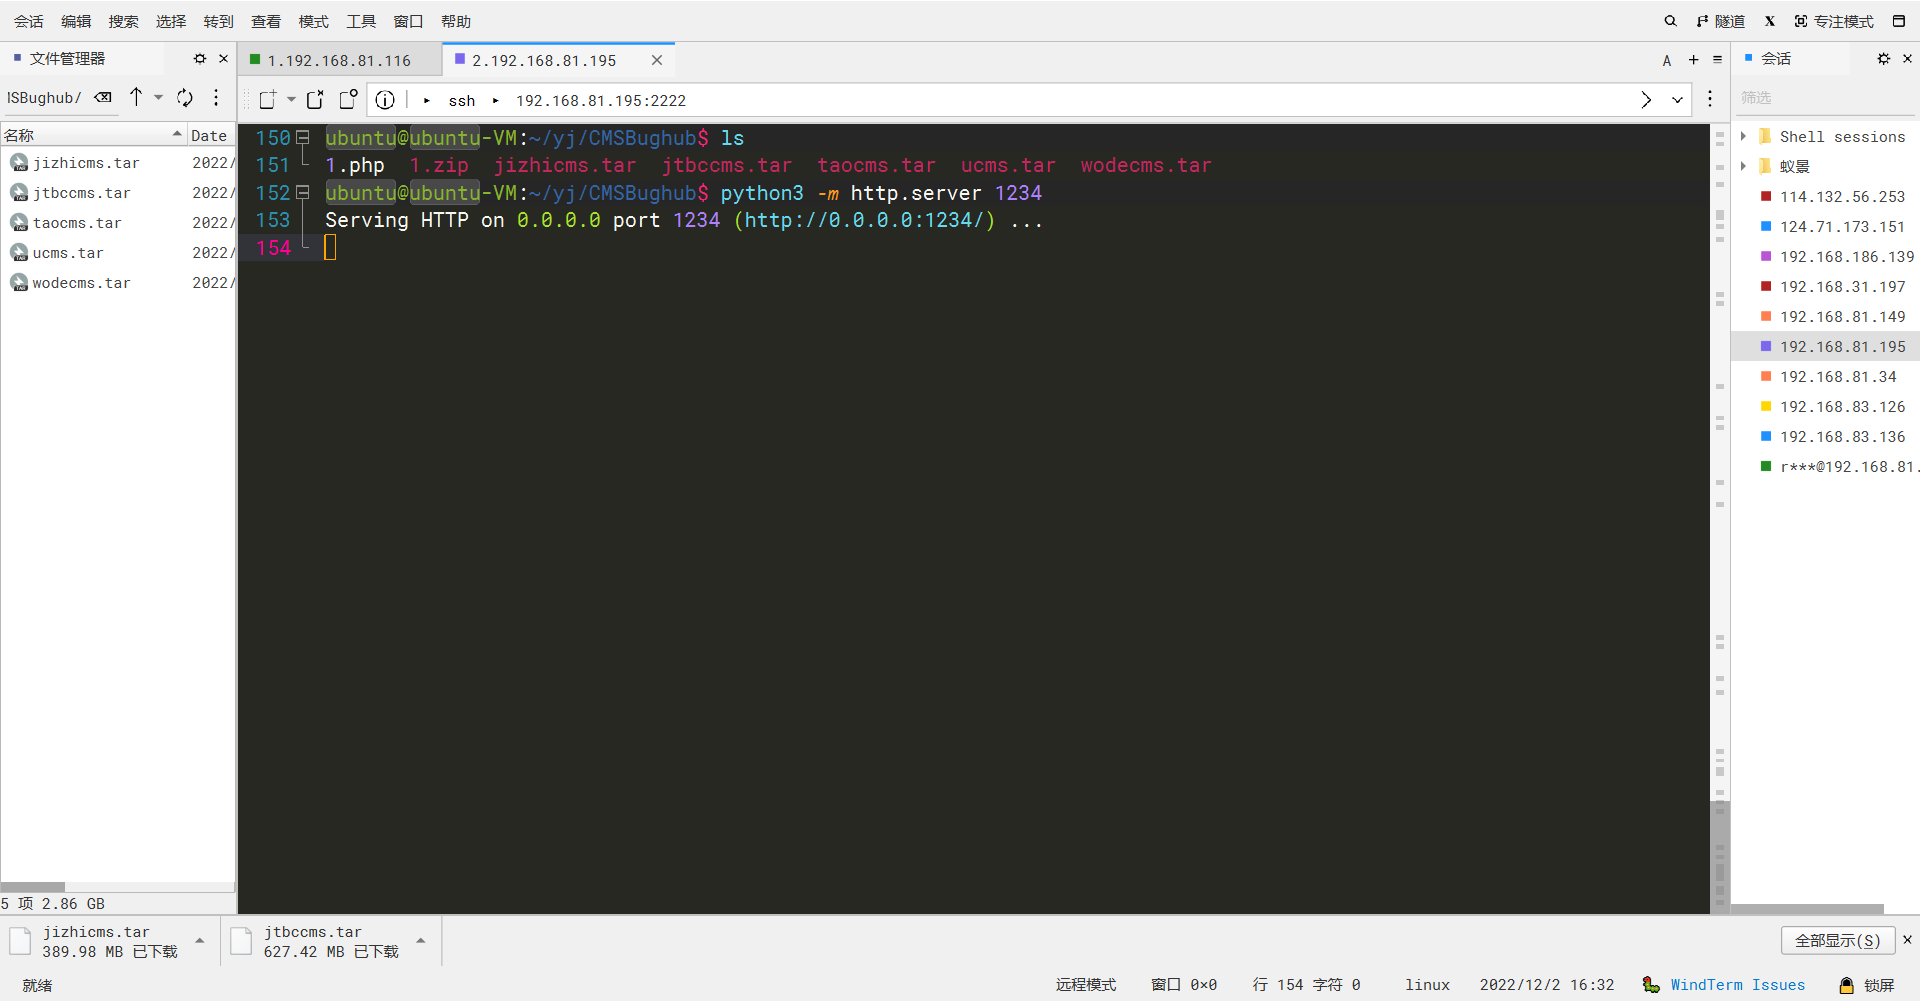 会话 编辑 搜索 选择 转到 查看 模式 工具 窗口 帮助 隧道 X 专注模式
文件管理器
1.192.168.81.116 2.192.168.81.195 A
会话
ISBughub/ ssh 192.168.81.195:2222
筛选
名称 Date
jizhicms.tar 2022/
jtbccms.tar 2022/
taocms.tar 2022/
ucms.tar 2022/
wodecms.tar 2022/
5 项 2.86 GB
150 ubuntu@ubuntu-VM:~/yj/CMSBughub$ ls
151 1.php 1.zip jizhicms.tar jtbccms.tar taocms.tar ucms.tar wodecms.tar
152 ubuntu@ubuntu-VM:~/yj/CMSBughub$ python3 -m http.server 1234
153 Serving HTTP on 0.0.0.0 port 1234 (http://0.0.0.0:1234/) ...
154
Shell sessions
蚁景
114.132.56.253
124.71.173.151
192.168.186.139
192.168.31.197
192.168.81.149
192.168.81.195
192.168.81.34
192.168.83.126
192.168.83.136
r***@192.168.81.
jizhicms.tar
389.98 MB 已下载
jtbccms.tar
627.42 MB 已下载
全部显示(S)
就绪 远程模式 窗口 0×0 行 154 字符 0 linux 2022/12/2 16:32 WindTerm Issues 锁屏